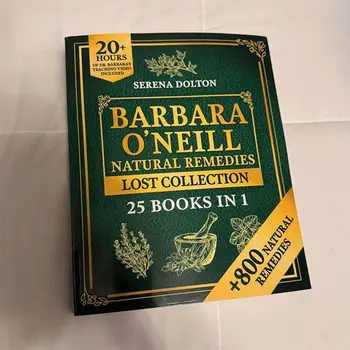 20+
HOURS
OF DR. BARBARA'S
TEACHING VIDEO
INCLUDED
SERENA DOLTON
BARBARA
O'NEILL
NATURAL REMEDIES
LOST COLLECTION
25 BOOKS IN 1
+800 NATURAL
REMEDIES